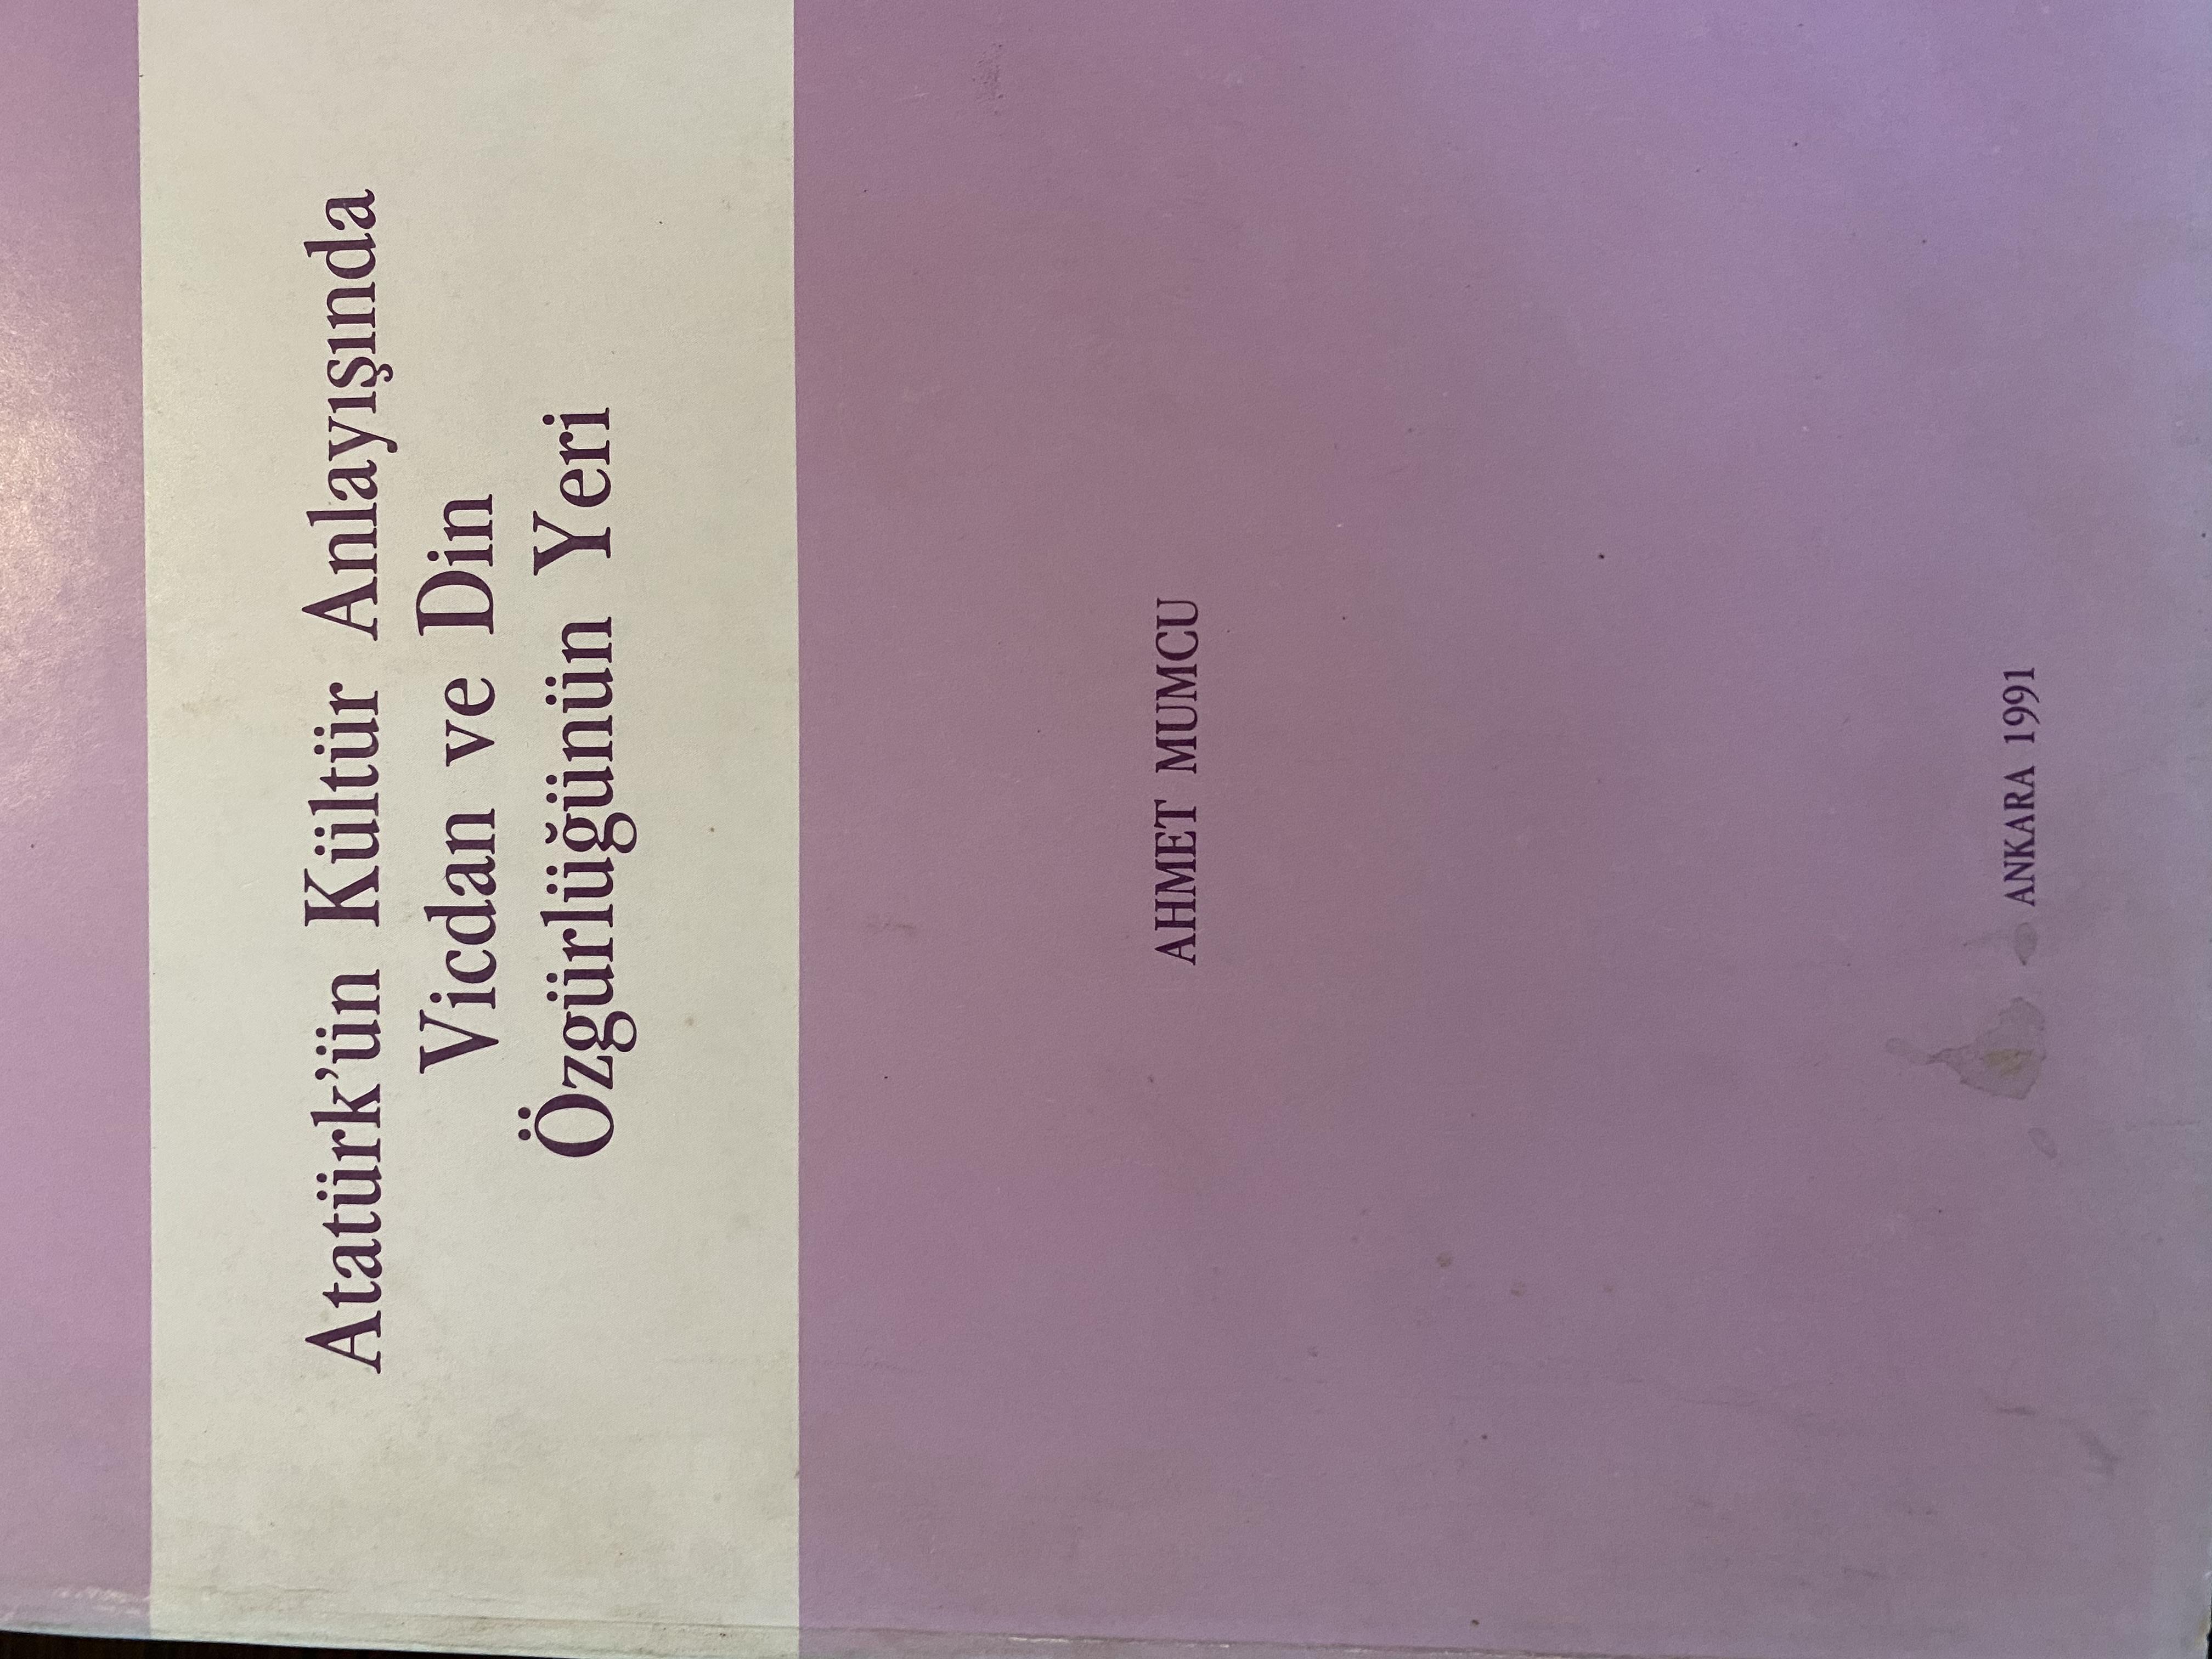 Atatürk'ün Kültür Anlayışında
Vicdan ve Din
Özgürlüğünün Yeri
AHMET MUMCU
ANKARA 1991